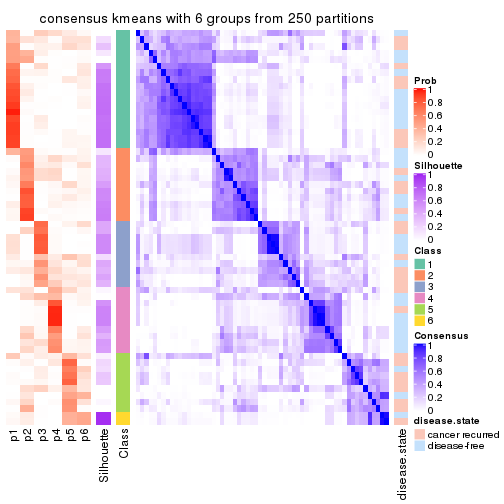 consensus kmeans with 6 groups from 250 partitions
Prob
1
0.8
0.6
0.4
0.2
0
Silhouette
1
0.8
0.6
0.4
0.2
0
Class
1
2
3
4
5
6
Consensus
1
0.8
0.6
0.4
0.2
0
disease.state
cancer recurred
disease-free
p1
p2
p3
p4
p5
p6
Silhouette
Class
disease.state